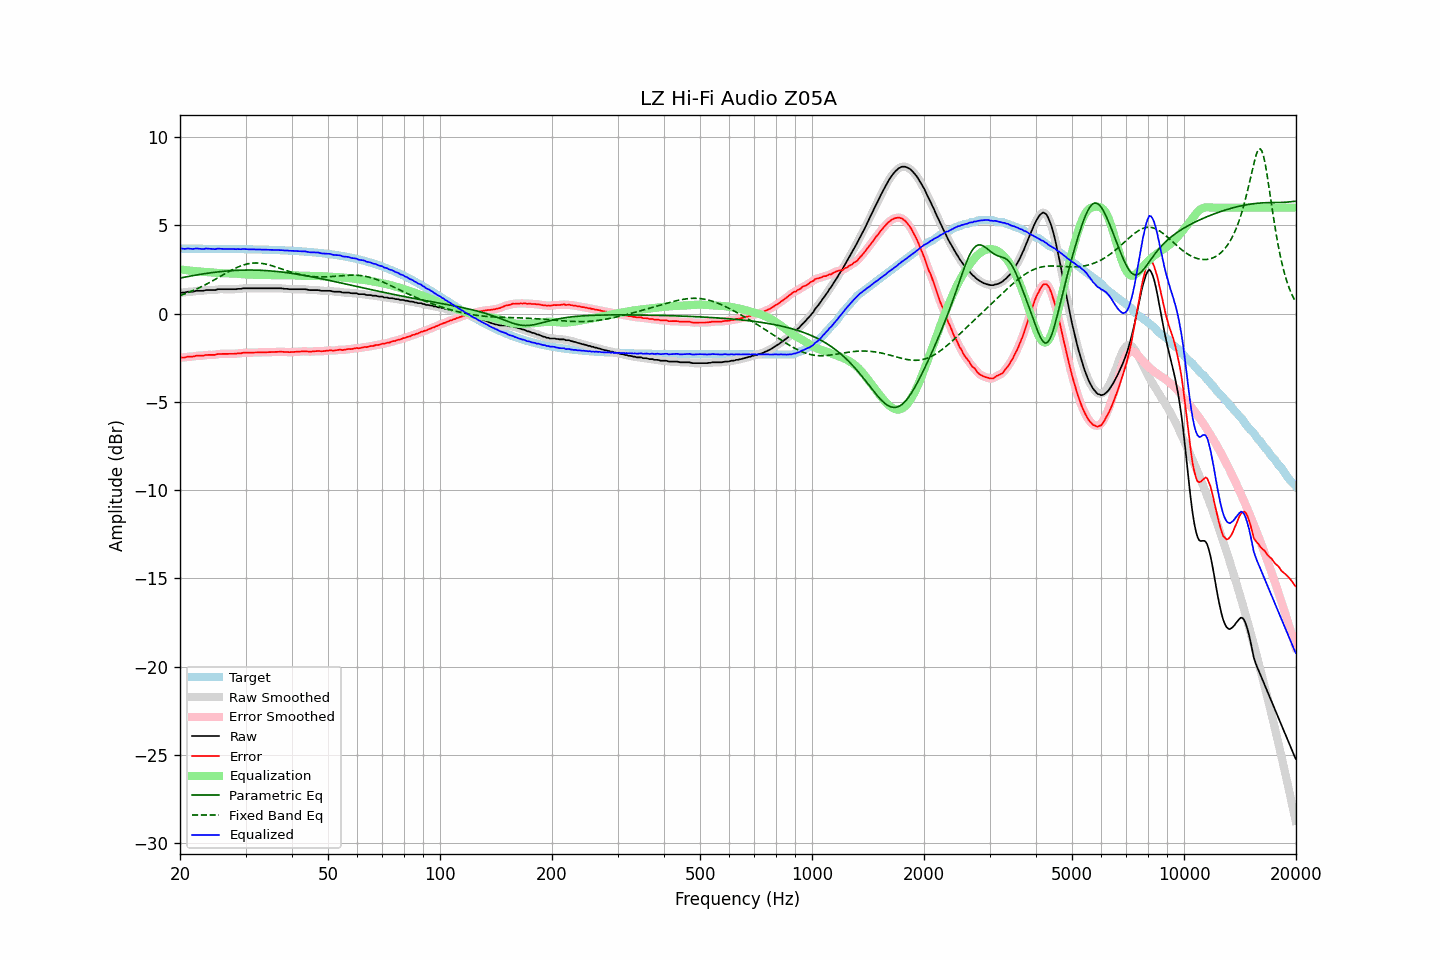 LZ Hi-Fi Audio Z05A
10
5
0
−5
−10
−15
−20
−25
−30
Amplitude (dBr)
Target
Raw Smoothed
Error Smoothed
Raw
Error
Equalization
Parametric Eq
Fixed Band Eq
Equalized
20 50 100 200 500 1000 2000 5000 10000 20000
Frequency (Hz)